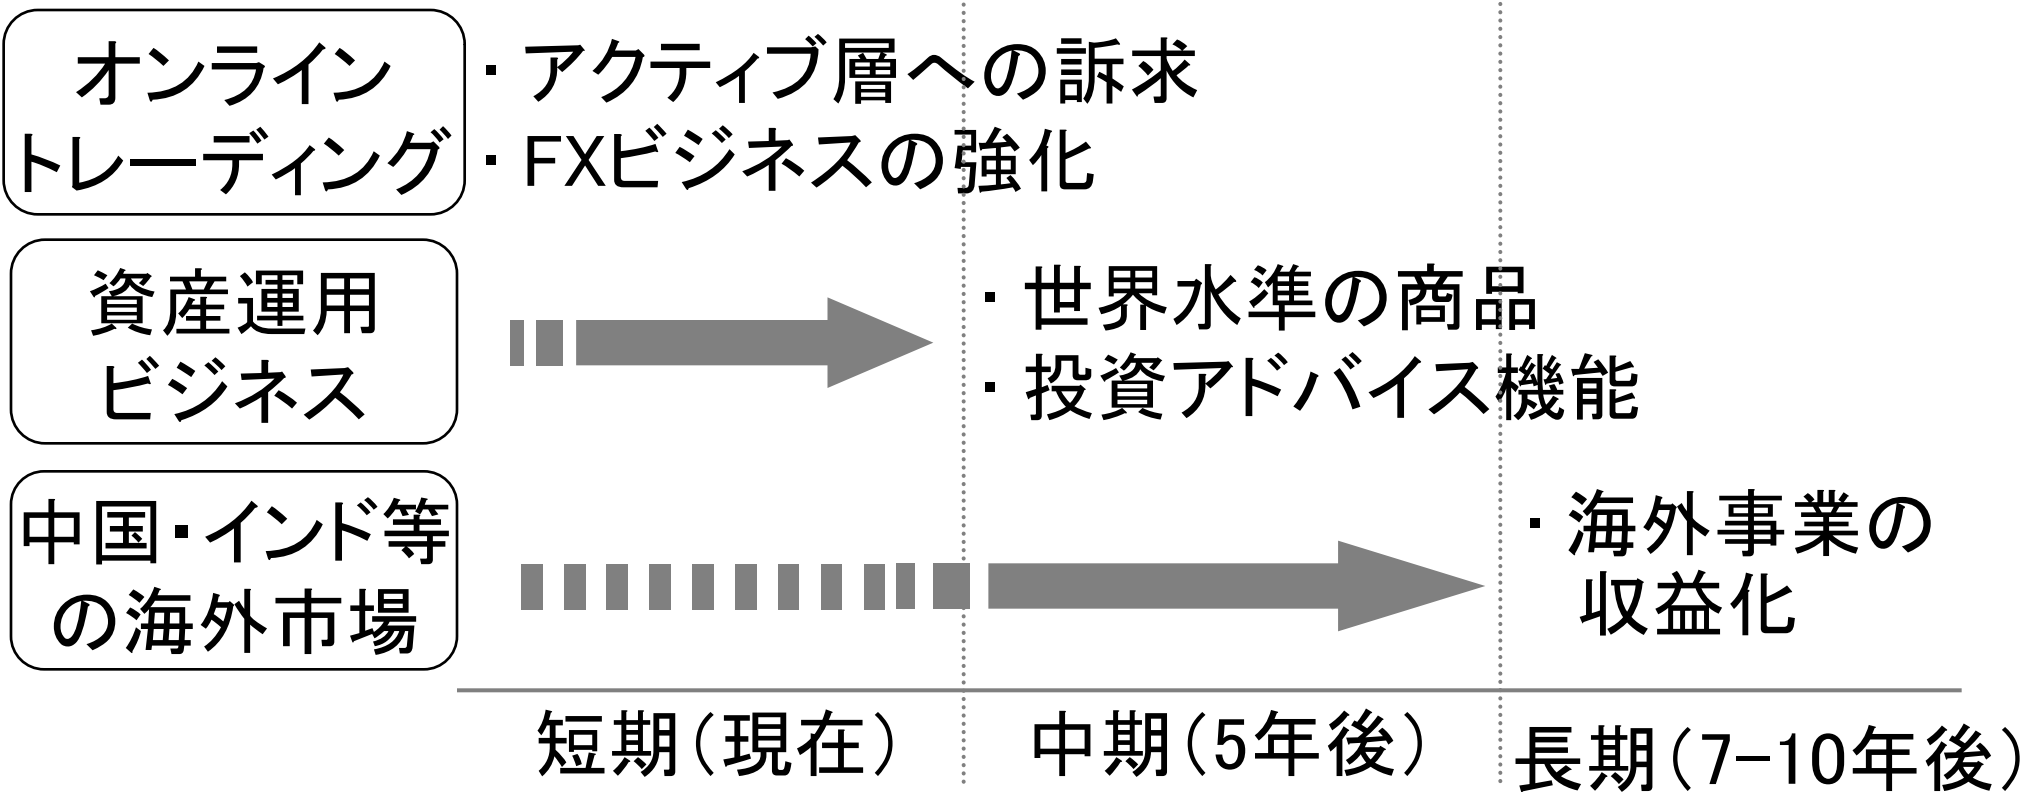 オンライン
トレーディング
・アクティブ層への訴求
・FXビジネスの強化
資産運用
ビジネス
・世界水準の商品
・投資アドバイス機能
中国・インド等
の海外市場
・海外事業の
収益化
短期(現在)
中期(5年後)
長期(7-10年後)